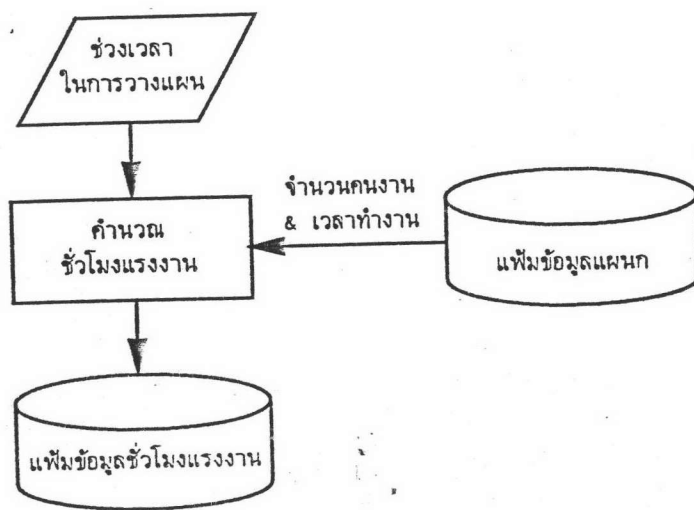 ช่วงเวลา
ในการวางแผน
จำนวนคนงาน
& เวลาทำงาน
คำนวณ
ชั่วโมงแรงงาน
แฟ้มข้อมูลแผนก
แฟ้มข้อมูลชั่วโมงแรงงาน